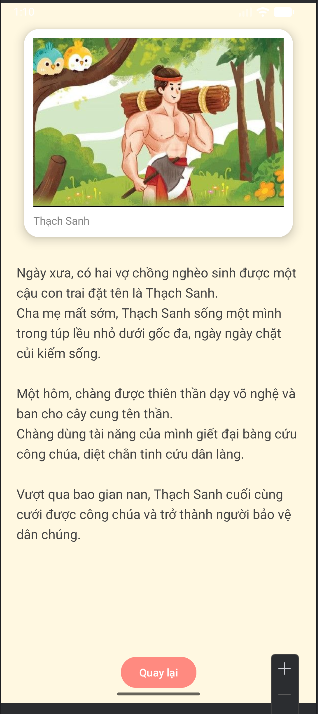 Thạch Sanh
Ngày xưa, có hai vợ chồng nghèo sinh được một
cậu con trai đặt tên là Thạch Sanh.
Cha mẹ mất sớm, Thạch Sanh sống một mình
trong túp lều nhỏ dưới gốc đa, ngày ngày chặt
củi kiếm sống.
Một hôm, chàng được thiên thần dạy võ nghệ và
ban cho cây cung tên thần.
Chàng dùng tài năng của mình giết đại bàng cứu
công chúa, diệt chằn tinh cứu dân làng.
Vượt qua bao gian nan, Thạch Sanh cuối cùng
cưới được công chúa và trở thành người bảo vệ
dân chúng.
Quay lại